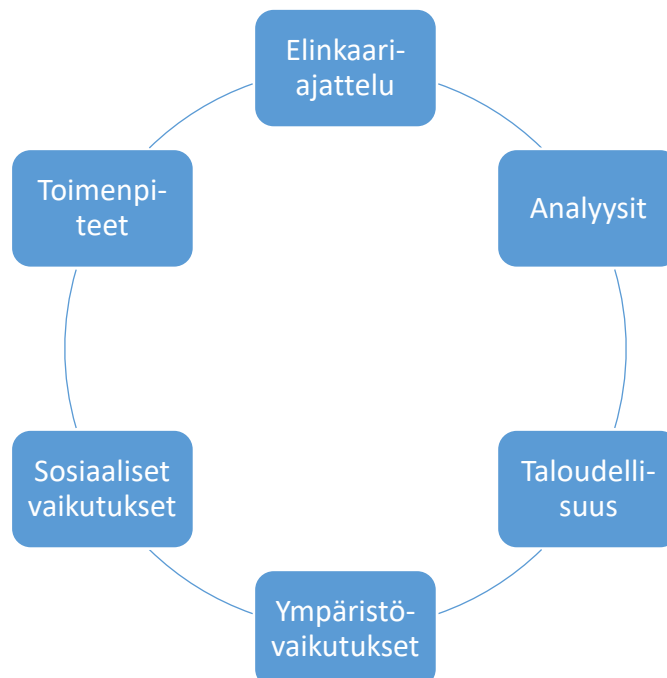 Elinkaari-
ajattelu
Analyysit
Taloudelli-
suus
Ympäristö-
vaikutukset
Sosiaaliset
vaikutukset
Toimenpi-
teet